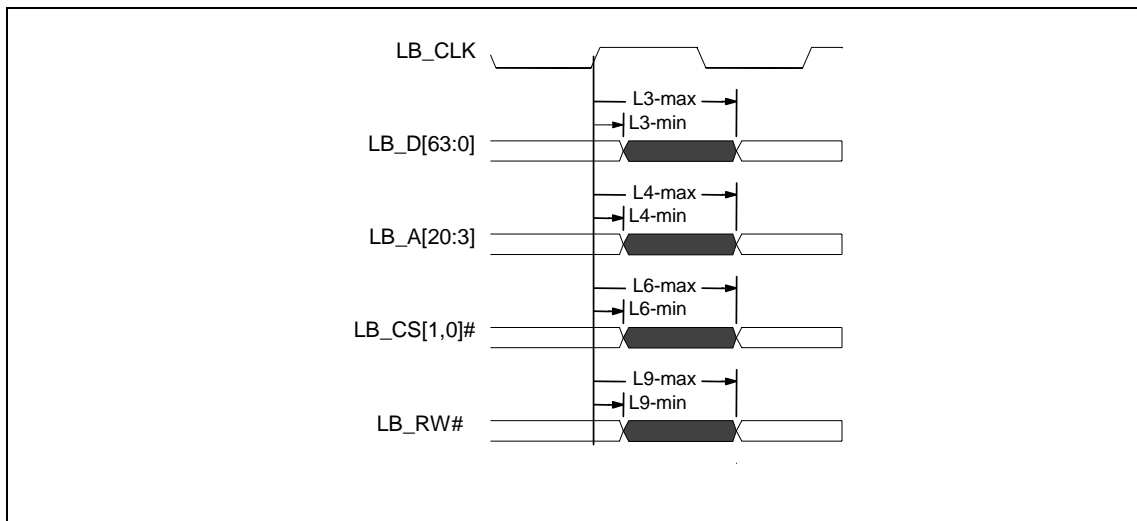 LB_CLK
L3-max
L3-min
LB_D[63:0]
L4-max
L4-min
LB_A[20:3]
L6-max
L6-min
LB_CS[1,0]#
L9-max
L9-min
LB_RW#